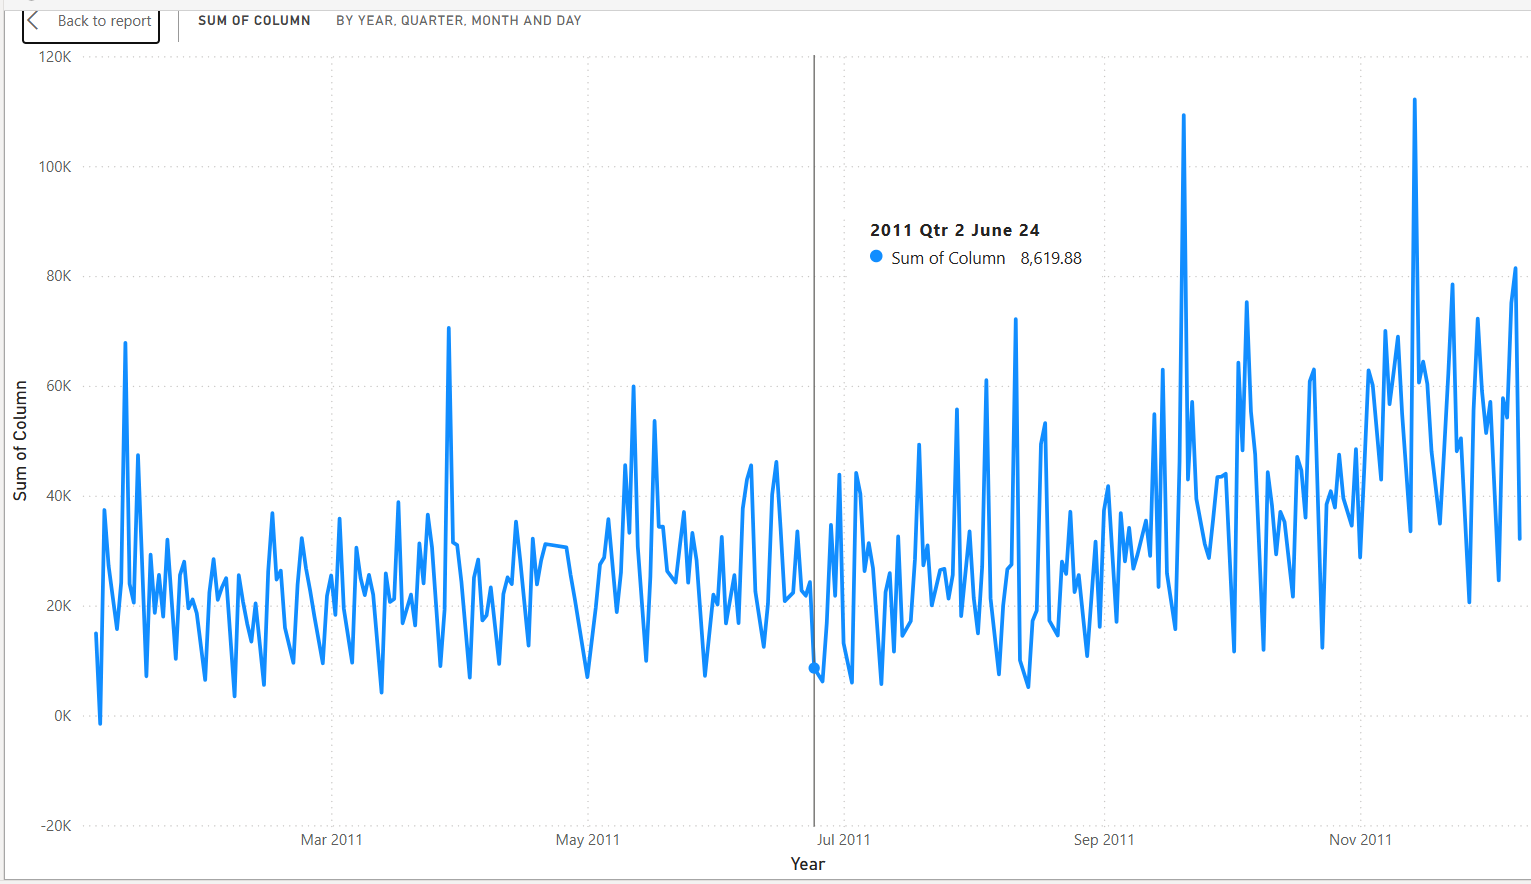 Back to report
SUM OF COLUMN BY YEAR, QUARTER, MONTH AND DAY
120K
100K
80K
60K
40K
20K
0K
-20K
Sum of Column
2011 Qtr 2 June 24
Sum of Column 8,619.88
Mar 2011 May 2011 Jul 2011 Sep 2011 Nov 2011
Year